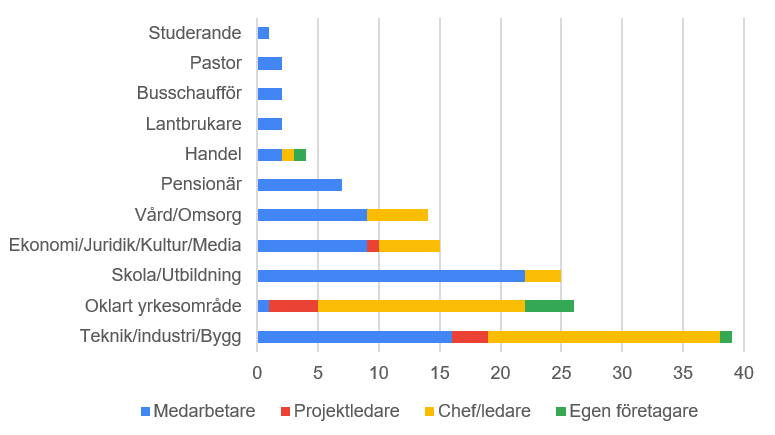 Studerande
Pastor
Busschaufför
Lantbrukare
Handel
Pensionär
Vård/Omsorg
Ekonomi/Juridik/Kultur/Media
Skola/Utbildning
Oklart yrkesområde
Teknik/industri/Bygg
0 5 10 15 20 25 30 35 40
Medarbetare Projektledare Chef/ledare Egen företagare